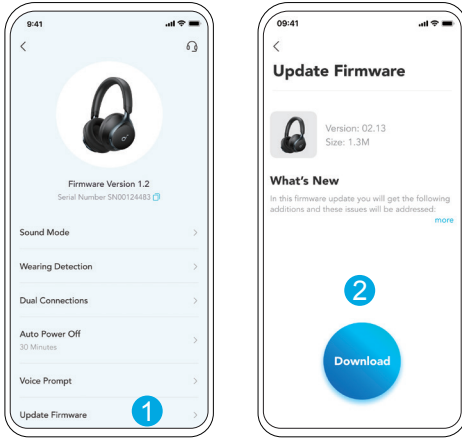 9:41
Firmware Version 1.2
Serial Number SN00124483
Sound Mode
Wearing Detection
Dual Connections
Auto Power Off
30 Minutes
Voice Prompt
Update Firmware
1
09:41
Update Firmware
Version: 02.13
Size: 1.3M
What's New
In this firmware update you will get the following
additions and these issues will be addressed:
more
2
Download